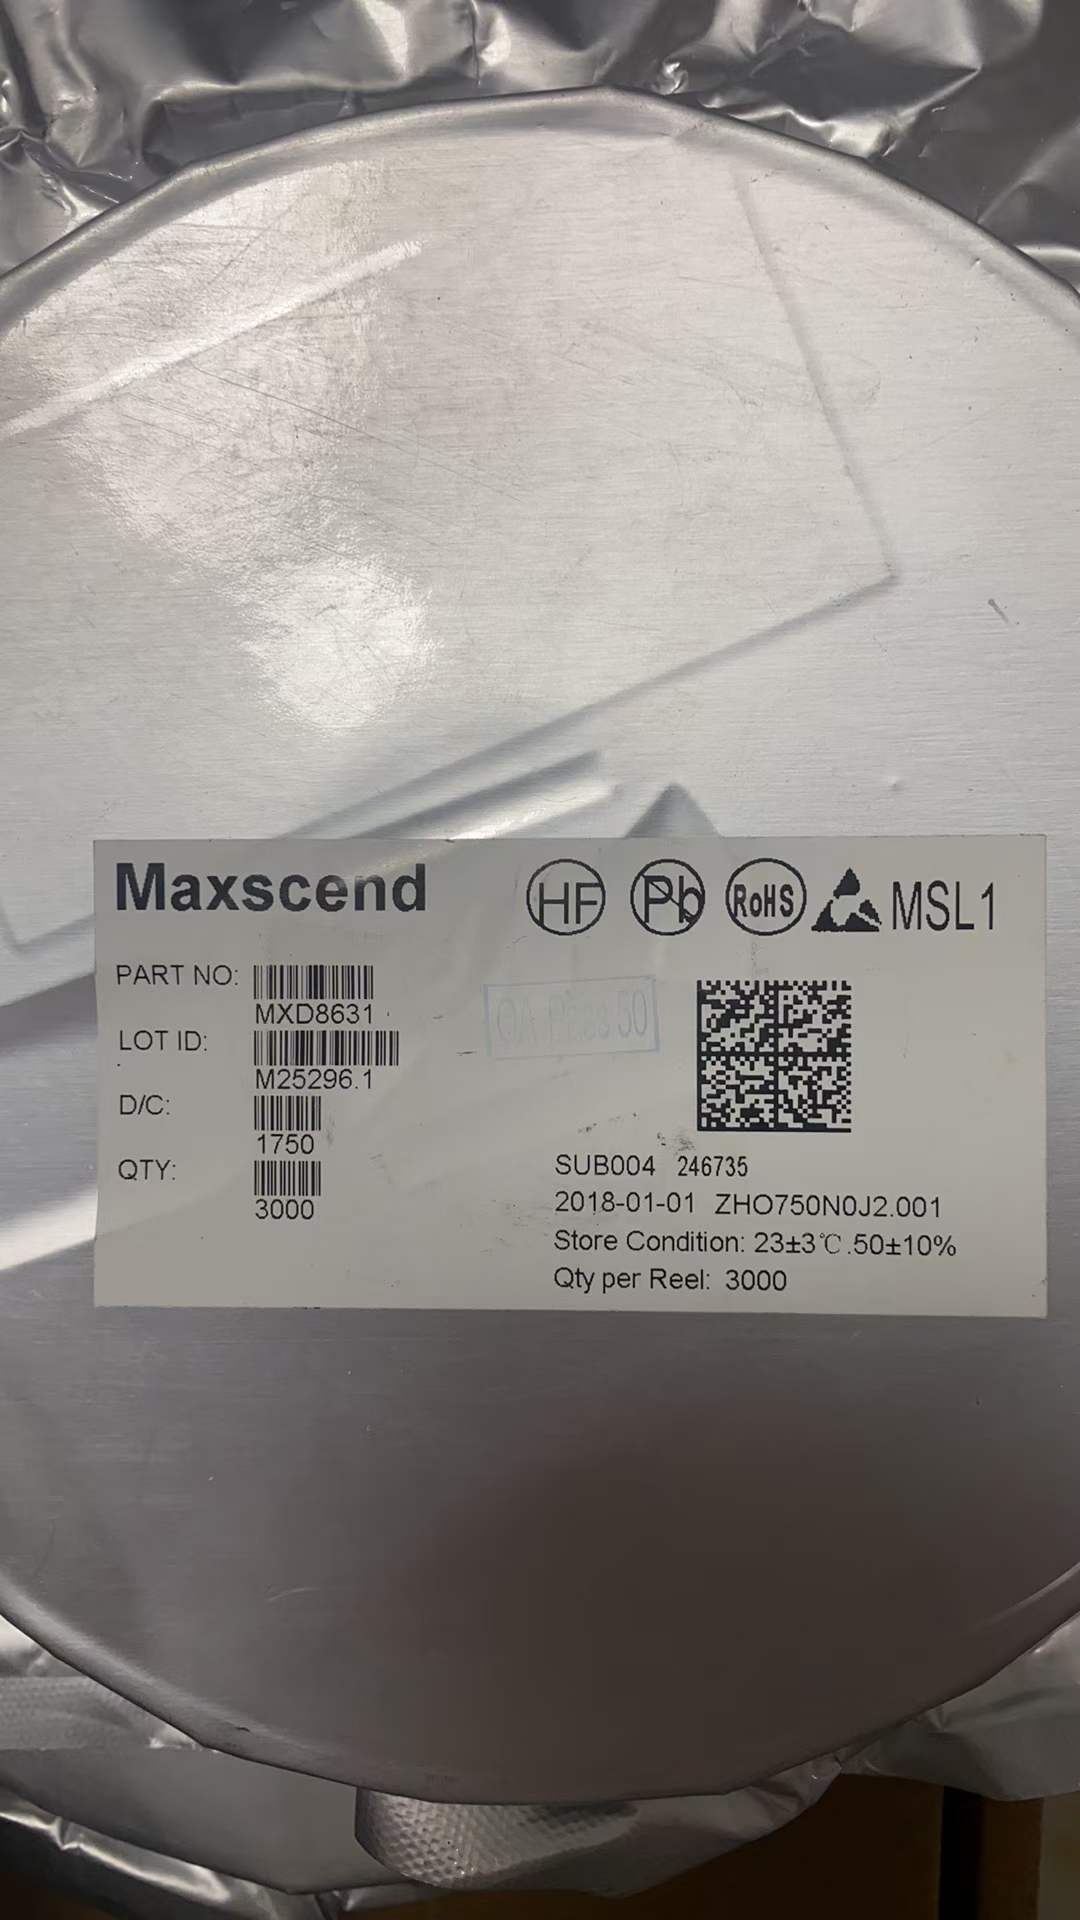 Maxscend
HF Pb RoHS MSL1
PART NO:
MXD8631
LOT ID:
M25296.1
D/C:
1750
QTY:
3000
SUB004 246735
2018-01-01 ZHO750N0J2.001
Store Condition: 23±3℃.50±10%
Qty per Reel: 3000